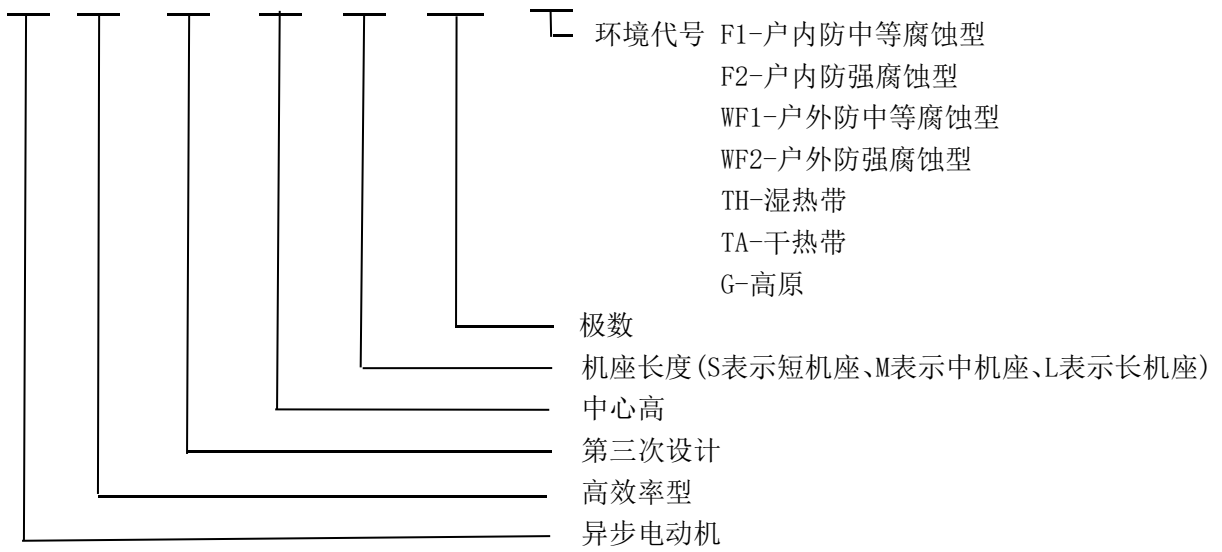 环境代号 F1-户内防中等腐蚀型
F2-户内防强腐蚀型
WF1-户外防中等腐蚀型
WF2-户外防强腐蚀型
TH-湿热带
TA-干热带
G-高原
极数
机座长度(S表示短机座、M表示中机座、L表示长机座)
中心高
第三次设计
高效率型
异步电动机